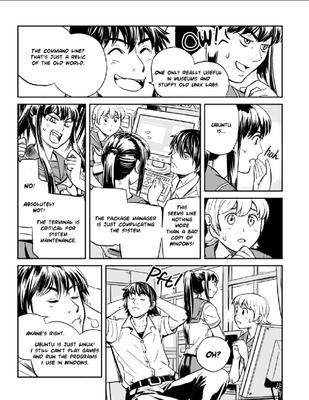 THE COMMAND LINE?
THAT'S JUST A RELIC
OF THE OLD WORLD.
OW!
ONE ONLY REALLY USEFUL
IN MUSEUMS AND
STUFFY OLD UNIX LABS.
NO!
ABSOLUTELY
NOT!
THE TERMINAL IS
CRITICAL FOR
SYSTEM
MAINTENANCE.
THE PACKAGE MANAGER
IS JUST COMPLICATING
THE SYSTEM.
THIS
SEEMS LIKE
NOTHING
MORE
THAN A BAD
COPY OF
WINDOWS!
UBUNTU
IS...
AKANE'S RIGHT.
UBUNTU IS JUST LINUX!
I STILL CAN'T PLAY GAMES
AND RUN THE PROGRAMS
I USE IN WINDOWS.
Pfft!
OH?